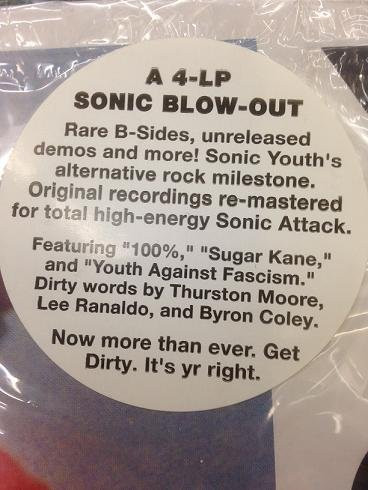 A 4-LP
SONIC BLOW-OUT
Rare B-Sides, unreleased
demos and more! Sonic Youth's
alternative rock milestone.
Original recordings re-mastered
for total high-energy Sonic Attack.
Featuring "100%," "Sugar Kane,"
and "Youth Against Fascism."
Dirty words by Thurston Moore,
Lee Ranaldo, and Byron Coley.
Now more than ever. Get
Dirty. It's yr right.